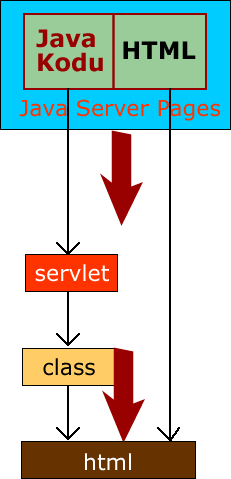 Java
Kodu
HTML
Java Server Pages
servlet
class
html